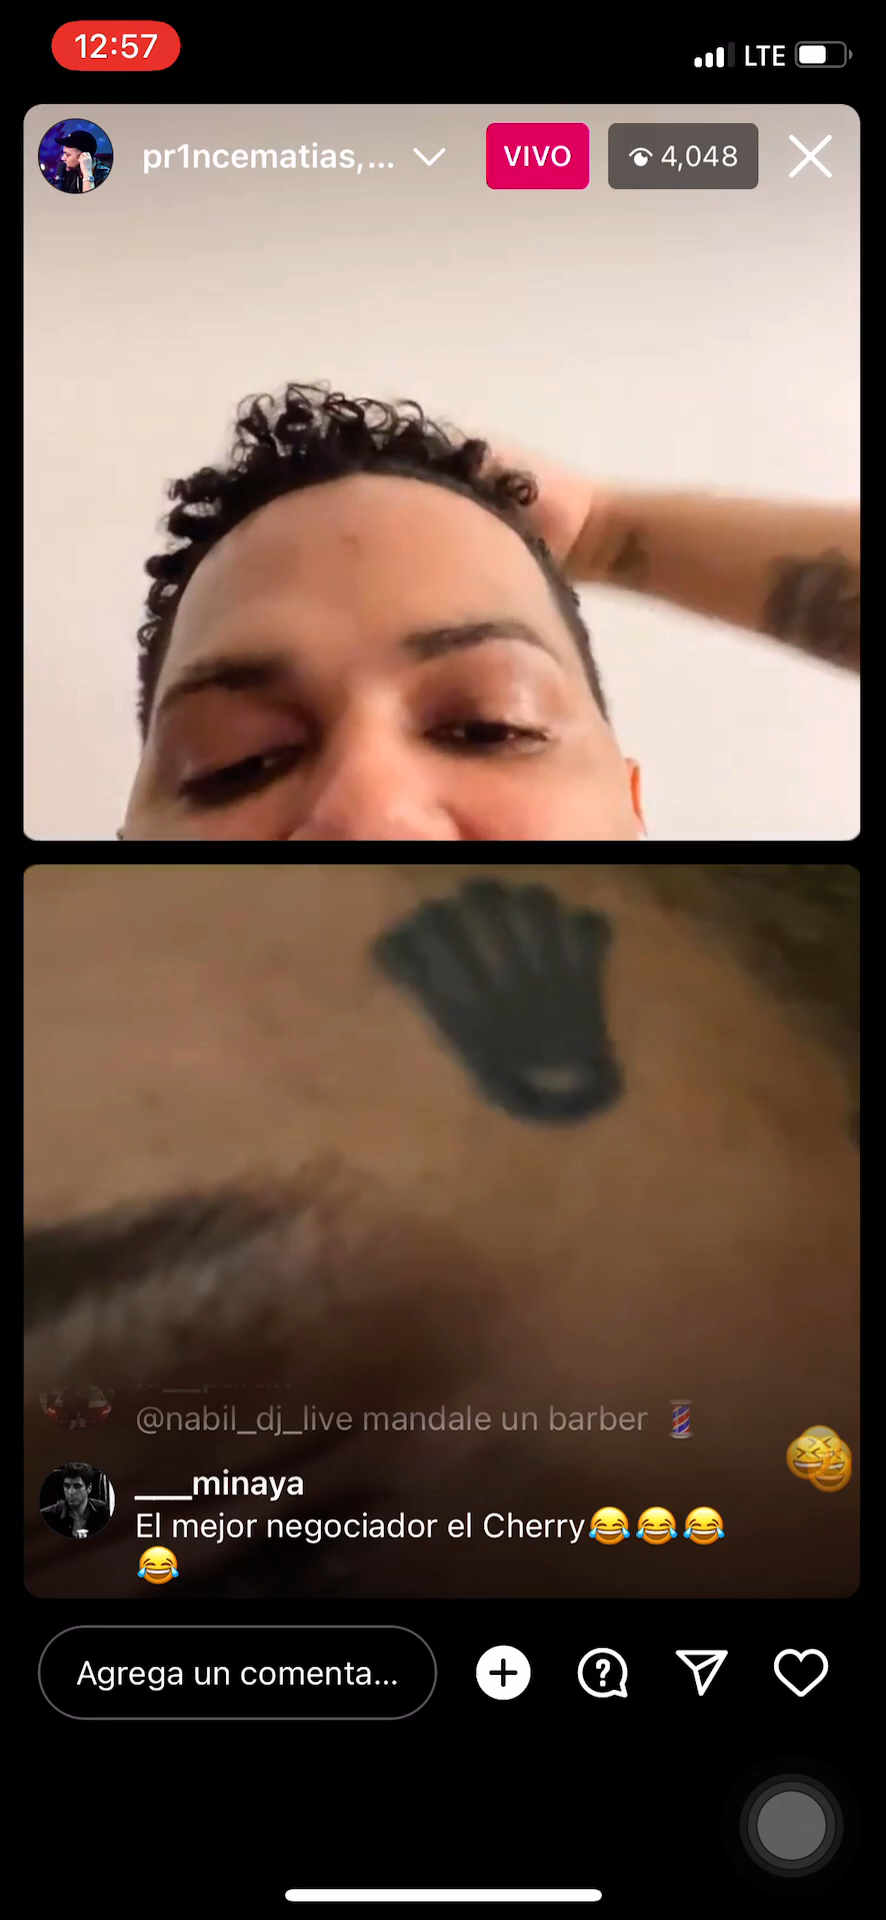 12:57
LTE
pr1ncematias,...
VIVO
4,048
@nabil_dj_live mandale un barber 💈
___minaya
El mejor negociador el Cherry😂😂😂
😂
Agrega un comenta...